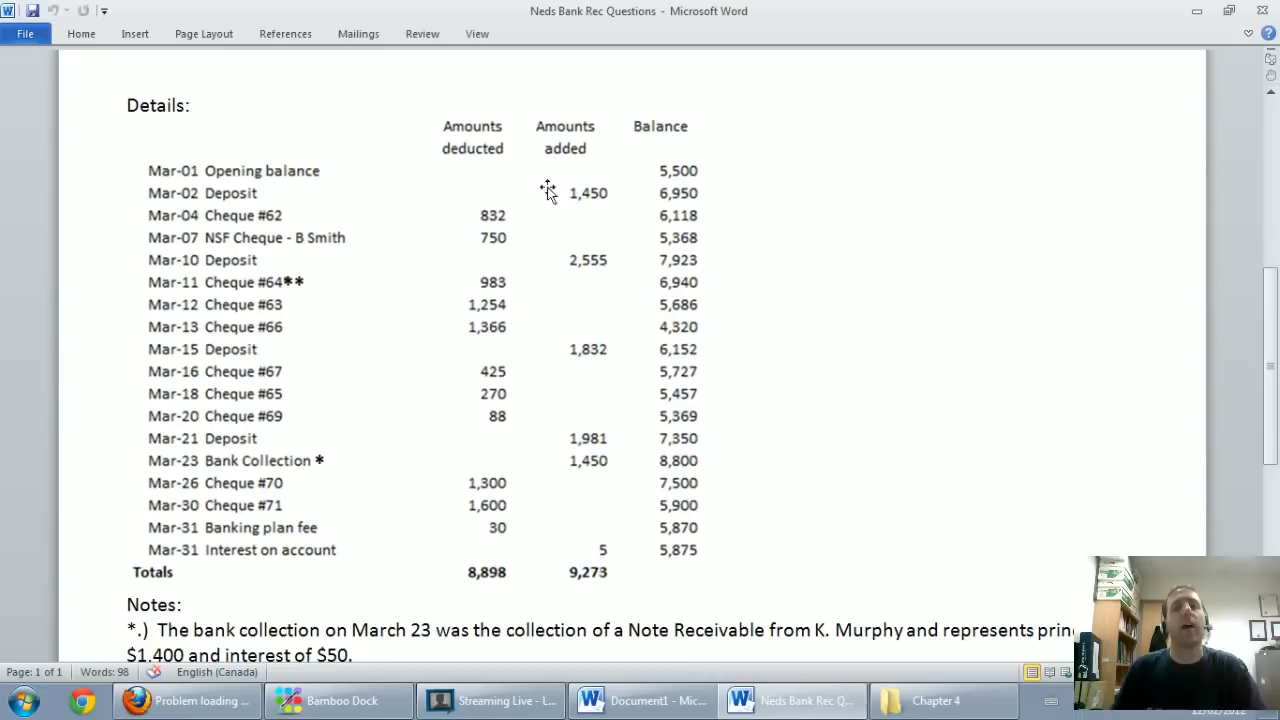 Neds Bank Rec Questions - Microsoft Word
File Home Insert Page Layout References Mailings Review View
Details:
Amounts deducted Amounts added Balance
Mar-01 Opening balance 5,500
Mar-02 Deposit 1,450 6,950
Mar-04 Cheque #62 832 6,118
Mar-07 NSF Cheque - B Smith 750 5,368
Mar-10 Deposit 2,555 7,923
Mar-11 Cheque #64** 983 6,940
Mar-12 Cheque #63 1,254 5,686
Mar-13 Cheque #66 1,366 4,320
Mar-15 Deposit 1,832 6,152
Mar-16 Cheque #67 425 5,727
Mar-18 Cheque #65 270 5,457
Mar-20 Cheque #69 88 5,369
Mar-21 Deposit 1,981 7,350
Mar-23 Bank Collection * 1,450 8,800
Mar-26 Cheque #70 1,300 7,500
Mar-30 Cheque #71 1,600 5,900
Mar-31 Banking plan fee 30 5,870
Mar-31 Interest on account 5 5,875
Totals 8,898 9,273
Notes:
*.) The bank collection on March 23 was the collection of a Note Receivable from K. Murphy and represents prin
$1,400 and interest of $50.
Page: 1 of 1 Words: 98 English (Canada)
Problem loading ... Bamboo Dock Streaming Live - L... Document1 - Mic... Neds Bank Rec Q... Chapter 4